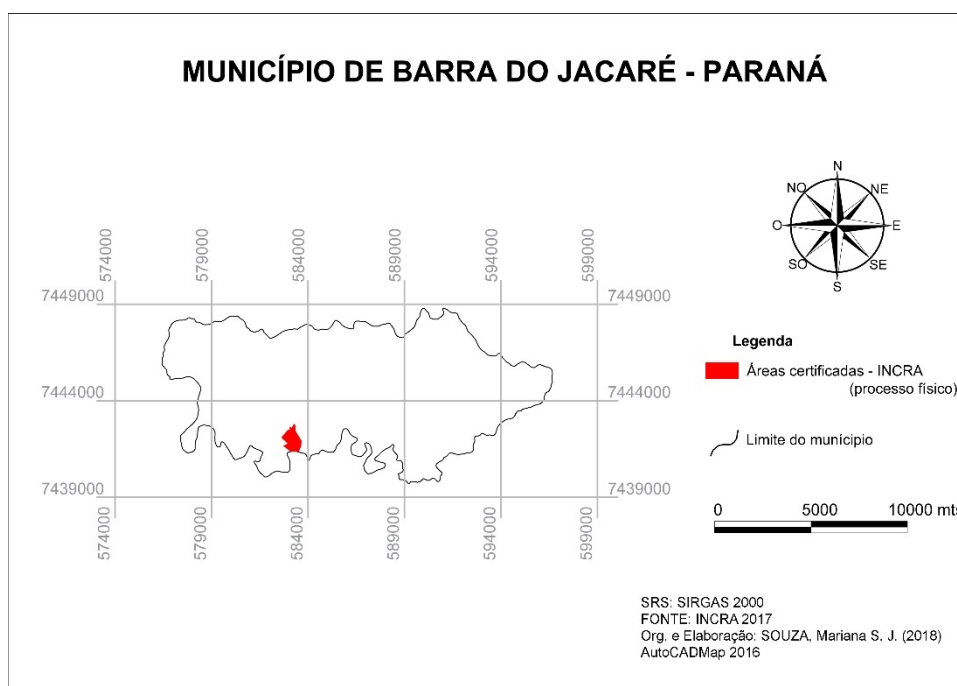 MUNICÍPIO DE BARRA DO JACARÉ - PARANÁ
N
NO NE
O E
SO SE
S
574000 579000 584000 589000 594000 599000
7449000 7449000
7444000 7444000
7439000 7439000
574000 579000 584000 589000 594000 599000
Legenda
Áreas certificadas - INCRA
(processo físico)
Limite do munícipio
0 5000 10000 mts
SRS: SIRGAS 2000
FONTE: INCRA 2017
Org. e Elaboração: SOUZA, Mariana S. J. (2018)
AutoCADMap 2016